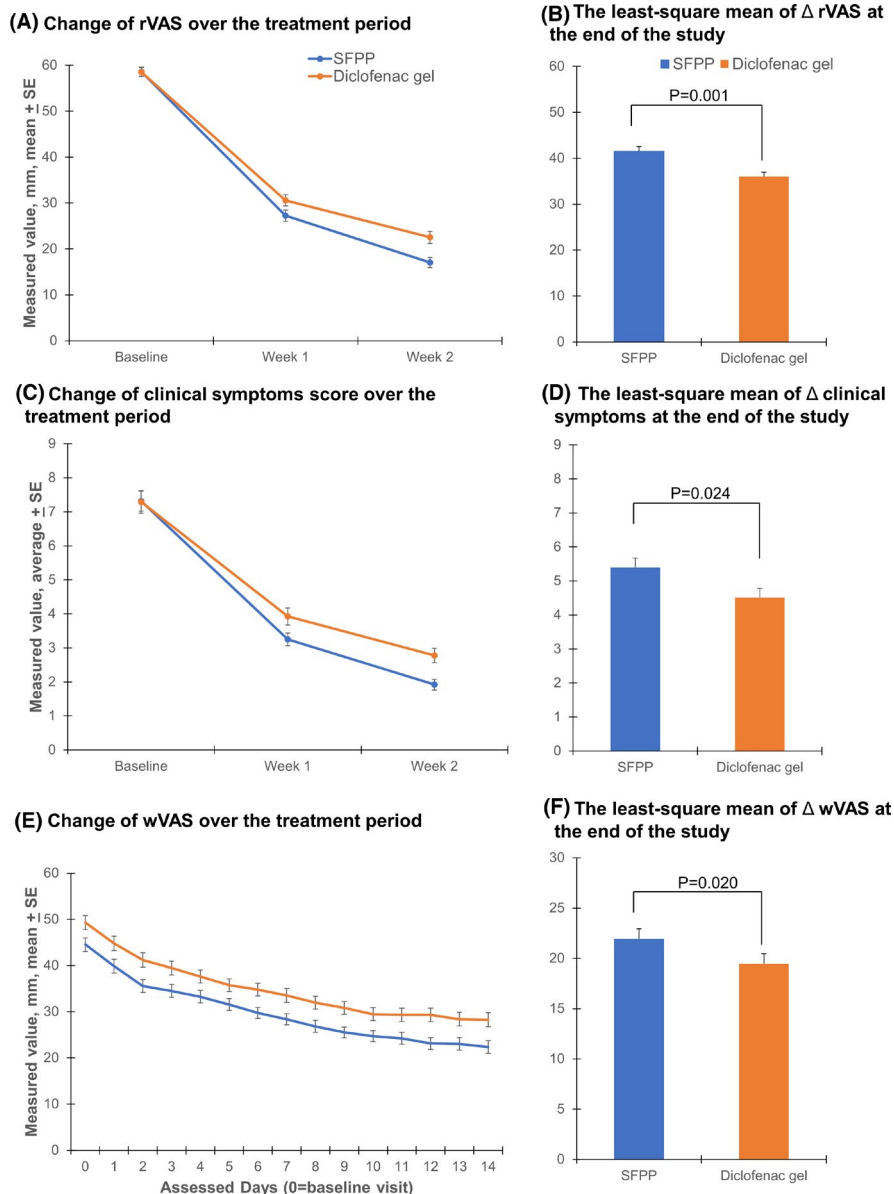 (A) Change of rVAS over the treatment period
SFPP
Diclofenac gel
Measured value, mm, mean ± SE
60
50
40
30
20
10
0
Baseline
Week 1
Week 2
(B) The least-square mean of Δ rVAS at
the end of the study
SFPP
Diclofenac gel
P=0.001
60
50
40
30
20
10
0
SFPP
Diclofenac gel
(C) Change of clinical symptoms score over the
treatment period
Measured value, average ± SE
9
8
7
6
5
4
3
2
1
0
Baseline
Week 1
Week 2
(D) The least-square mean of Δ clinical
symptoms at the end of the study
P=0.024
9
8
7
6
5
4
3
2
1
0
SFPP
Diclofenac gel
(E) Change of wVAS over the treatment period
Measured value, mm, mean ± SE
60
50
40
30
20
10
0
0 1 2 3 4 5 6 7 8 9 10 11 12 13 14
Assessed Days (0=baseline visit)
(F) The least-square mean of Δ wVAS at
the end of the study
P=0.020
30
25
20
15
10
5
0
SFPP
Diclofenac gel